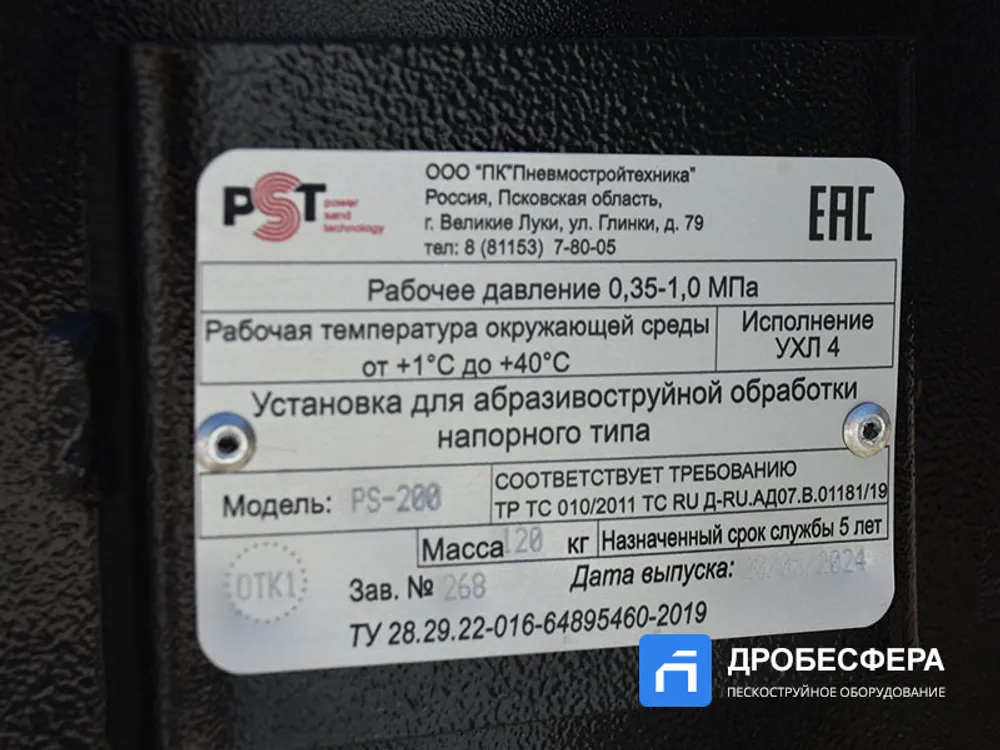 PST power
sand
technology
ООО "ПК"Пневмостройтехника"
Россия, Псковская область,
г. Великие Луки, ул. Глинки, д. 79
тел: 8 (81153) 7-80-05
ЕАС
Рабочее давление 0,35-1,0 МПа
Рабочая температура окружающей среды
от +1°С до +40°С
Исполнение
УХЛ 4
Установка для абразивоструйной обработки
напорного типа
Модель: PS-200
СООТВЕТСТВУЕТ ТРЕБОВАНИЮ
ТР ТС 010/2011 ТС RU Д-RU.АД07.В.01181/19
Масса 120 кг
Назначенный срок службы 5 лет
ОТК1
Зав. № 268
Дата выпуска:
ТУ 28.29.22-016-64895460-2019
ДРОБЕСФЕРА
ПЕСКОСТРУЙНОЕ ОБОРУДОВАНИЕ